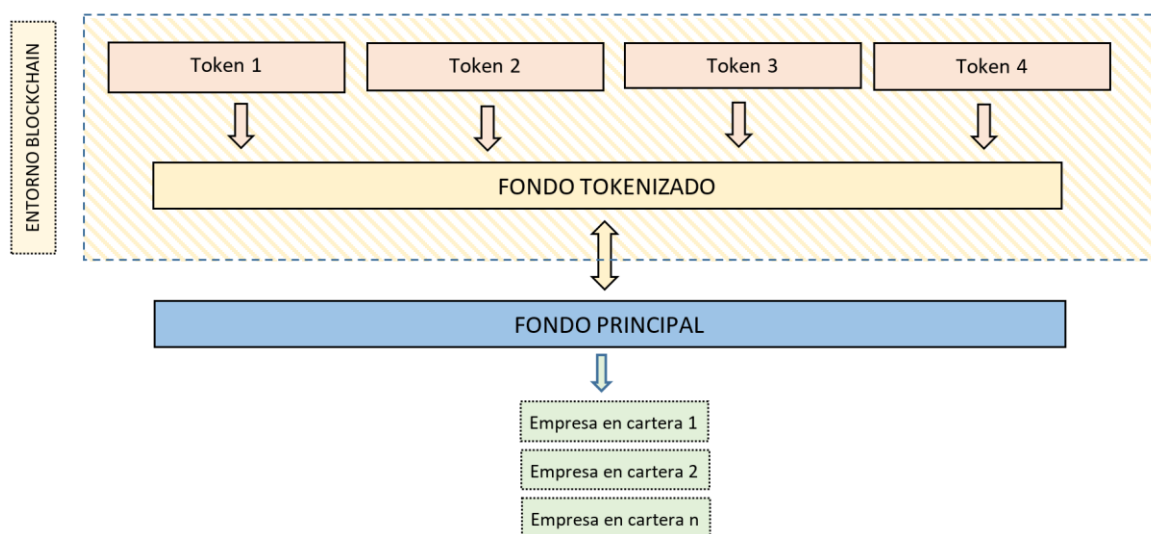 ENTORNO BLOCKCHAIN
Token 1
Token 2
Token 3
Token 4
FONDO TOKENIZADO
FONDO PRINCIPAL
Empresa en cartera 1
Empresa en cartera 2
Empresa en cartera n